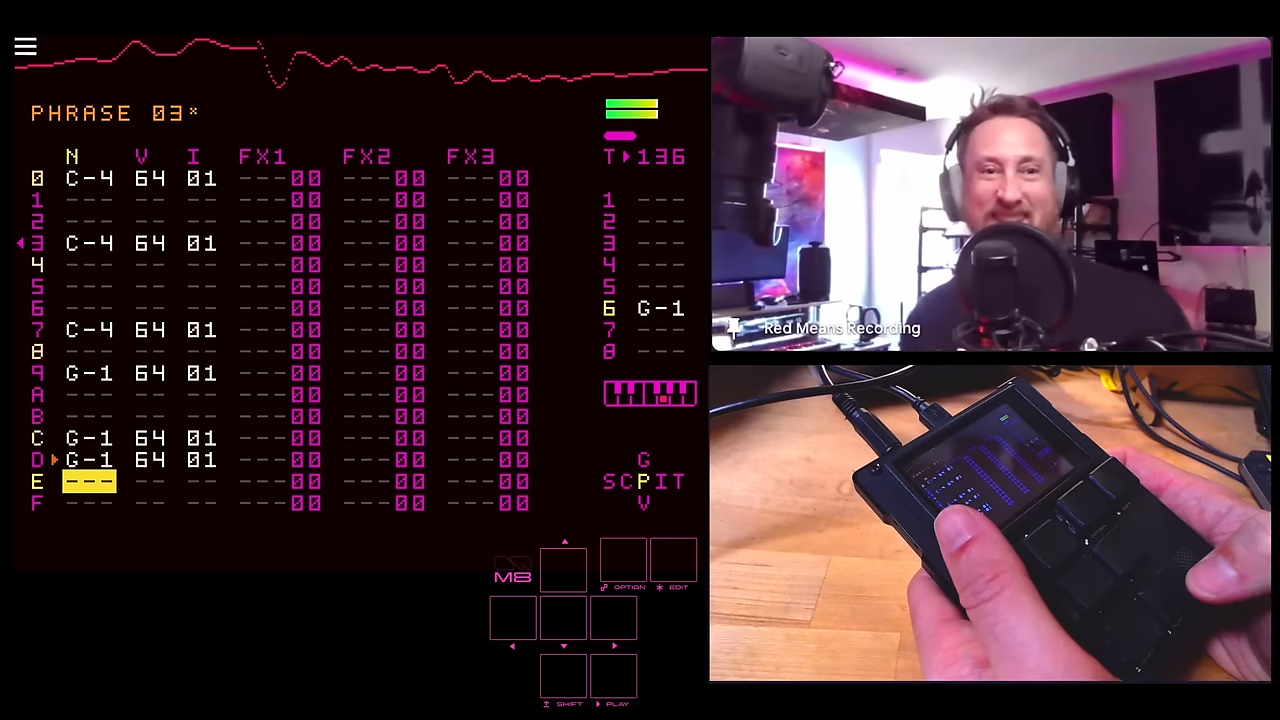 PHRASE 03*
N V I FX1 FX2 FX3 T 136
0 C-4 64 01 ---00 ---00 ---00
1 --- -- -- ---00 ---00 ---00 1 ---
2 --- -- -- ---00 ---00 ---00 2 ---
3 C-4 64 01 ---00 ---00 ---00 3 ---
4 --- -- -- ---00 ---00 ---00 4 ---
5 --- -- -- ---00 ---00 ---00 5 ---
6 --- -- -- ---00 ---00 ---00 6 G-1
7 C-4 64 01 ---00 ---00 ---00 7 ---
8 --- -- -- ---00 ---00 ---00 8 ---
9 G-1 64 01 ---00 ---00 ---00
A --- -- -- ---00 ---00 ---00
B --- -- -- ---00 ---00 ---00
C G-1 64 01 ---00 ---00 ---00
D G-1 64 01 ---00 ---00 ---00 G
E --- -- -- ---00 ---00 ---00 SCPIT
F --- -- -- ---00 ---00 ---00 V
M8
OPTION EDIT
SHIFT PLAY
Red Means Recording